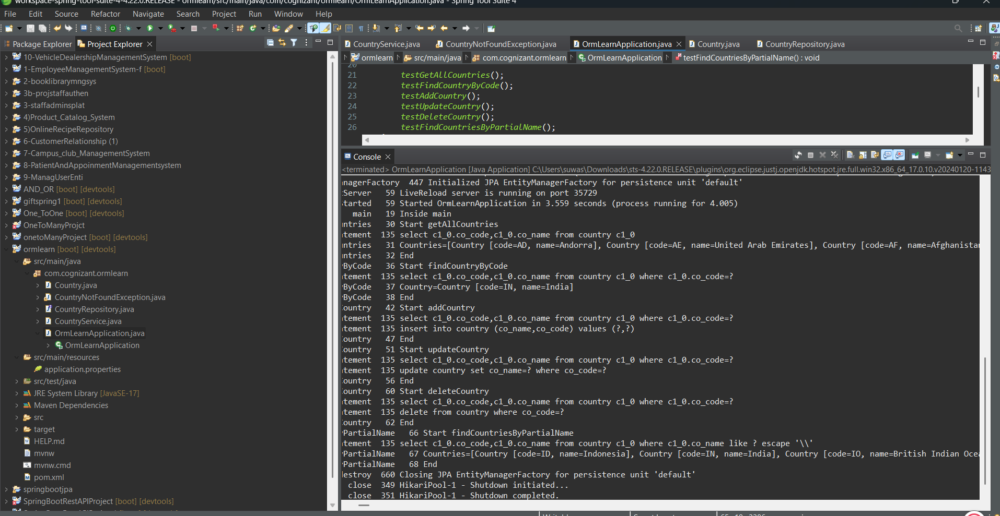 workspace-spring-tool-suite-4-4.22.0.RELEASE - ormlearn/src/main/java/com/cognizant/ormlearn/OrmLearnApplication.java - Spring Tool Suite 4
File Edit Source Refactor Navigate Search Project Run Window Help
Package Explorer Project Explorer
10-VehicleDealershipManagementSystem [boot]
1-EmployeeManagementSystem-f [boot]
2-booklibrarymngsys
3b-projstaffauthen
3-staffadminsplat
4)Product_Catalog_System
5)OnlineRecipeRepository
6-CustomerRelationship (1)
7-Campus_club_ManagementSystem
8-PatientAndAppoinmentManagementsystem
9-ManagUserEnti
AND_OR [boot] [devtools]
giftspring1 [boot] [devtools]
One_ToOne [boot] [devtools]
OneToManyProjct
onetoManyProject [boot] [devtools]
ormlearn [boot] [devtools]
src/main/java
com.cognizant.ormlearn
Country.java
CountryNotFoundException.java
CountryRepository.java
CountryService.java
OrmLearnApplication.java
OrmLearnApplication
src/main/resources
application.properties
src/test/java
JRE System Library [JavaSE-17]
Maven Dependencies
src
target
HELP.md
mvnw
mvnw.cmd
pom.xml
springbootjpa
SpringBootRestAPIProject [boot] [devtools]
CountryService.java CountryNotFoundException.java OrmLearnApplication.java Country.java CountryRepository.java
ormlearn src/main/java com.cognizant.ormlearn OrmLearnApplication testFindCountriesByPartialName() : void
20
21 testGetAllCountries();
22 testFindCountryByCode();
23 testAddCountry();
24 testUpdateCountry();
25 testDeleteCountry();
26 testFindCountriesByPartialName();
Console
<terminated> OrmLearnApplication [Java Application] C:\Users\suwas\Downloads\sts-4.22.0.RELEASE\plugins\org.eclipse.justj.openjdk.hotspot.jre.full.win32.x86_64_17.0.10.v20240120-1143
nagerFactory 447 Initialized JPA EntityManagerFactory for persistence unit 'default'
Server 59 LiveReload server is running on port 35729
tarted 59 Started OrmLearnApplication in 3.559 seconds (process running for 4.005)
main 19 Inside main
ntries 30 Start getAllCountries
tement 135 select c1_0.co_code,c1_0.co_name from country c1_0
ntries 31 Countries=[Country [code=AD, name=Andorra], Country [code=AE, name=United Arab Emirates], Country [code=AF, name=Afghanistan
ntries 32 End
yByCode 36 Start findCountryByCode
tement 135 select c1_0.co_code,c1_0.co_name from country c1_0 where c1_0.co_code=?
yByCode 37 Country=Country [code=IN, name=India]
yByCode 38 End
ountry 42 Start addCountry
tement 135 select c1_0.co_code,c1_0.co_name from country c1_0 where c1_0.co_code=?
tement 135 insert into country (co_name,co_code) values (?,?)
ountry 47 End
ountry 51 Start updateCountry
tement 135 select c1_0.co_code,c1_0.co_name from country c1_0 where c1_0.co_code=?
tement 135 update country set co_name=? where co_code=?
ountry 56 End
ountry 60 Start deleteCountry
tement 135 select c1_0.co_code,c1_0.co_name from country c1_0 where c1_0.co_code=?
tement 135 delete from country where co_code=?
ountry 62 End
yPartialName 66 Start findCountriesByPartialName
tement 135 select c1_0.co_code,c1_0.co_name from country c1_0 where c1_0.co_name like ? escape '\\'
yPartialName 67 Countries=[Country [code=ID, name=Indonesia], Country [code=IN, name=India], Country [code=IO, name=British Indian Ocea
yPartialName 68 End
destroy 660 Closing JPA EntityManagerFactory for persistence unit 'default'
close 349 HikariPool-1 - Shutdown initiated...
close 351 HikariPool-1 - Shutdown completed.